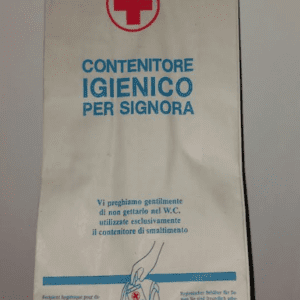 CONTENITORE
IGIENICO
PER SIGNORA
Vi preghiamo gentilmente
di non gettarlo nel W.C.
utilizzate esclusivamente
il contenitore di smaltimento